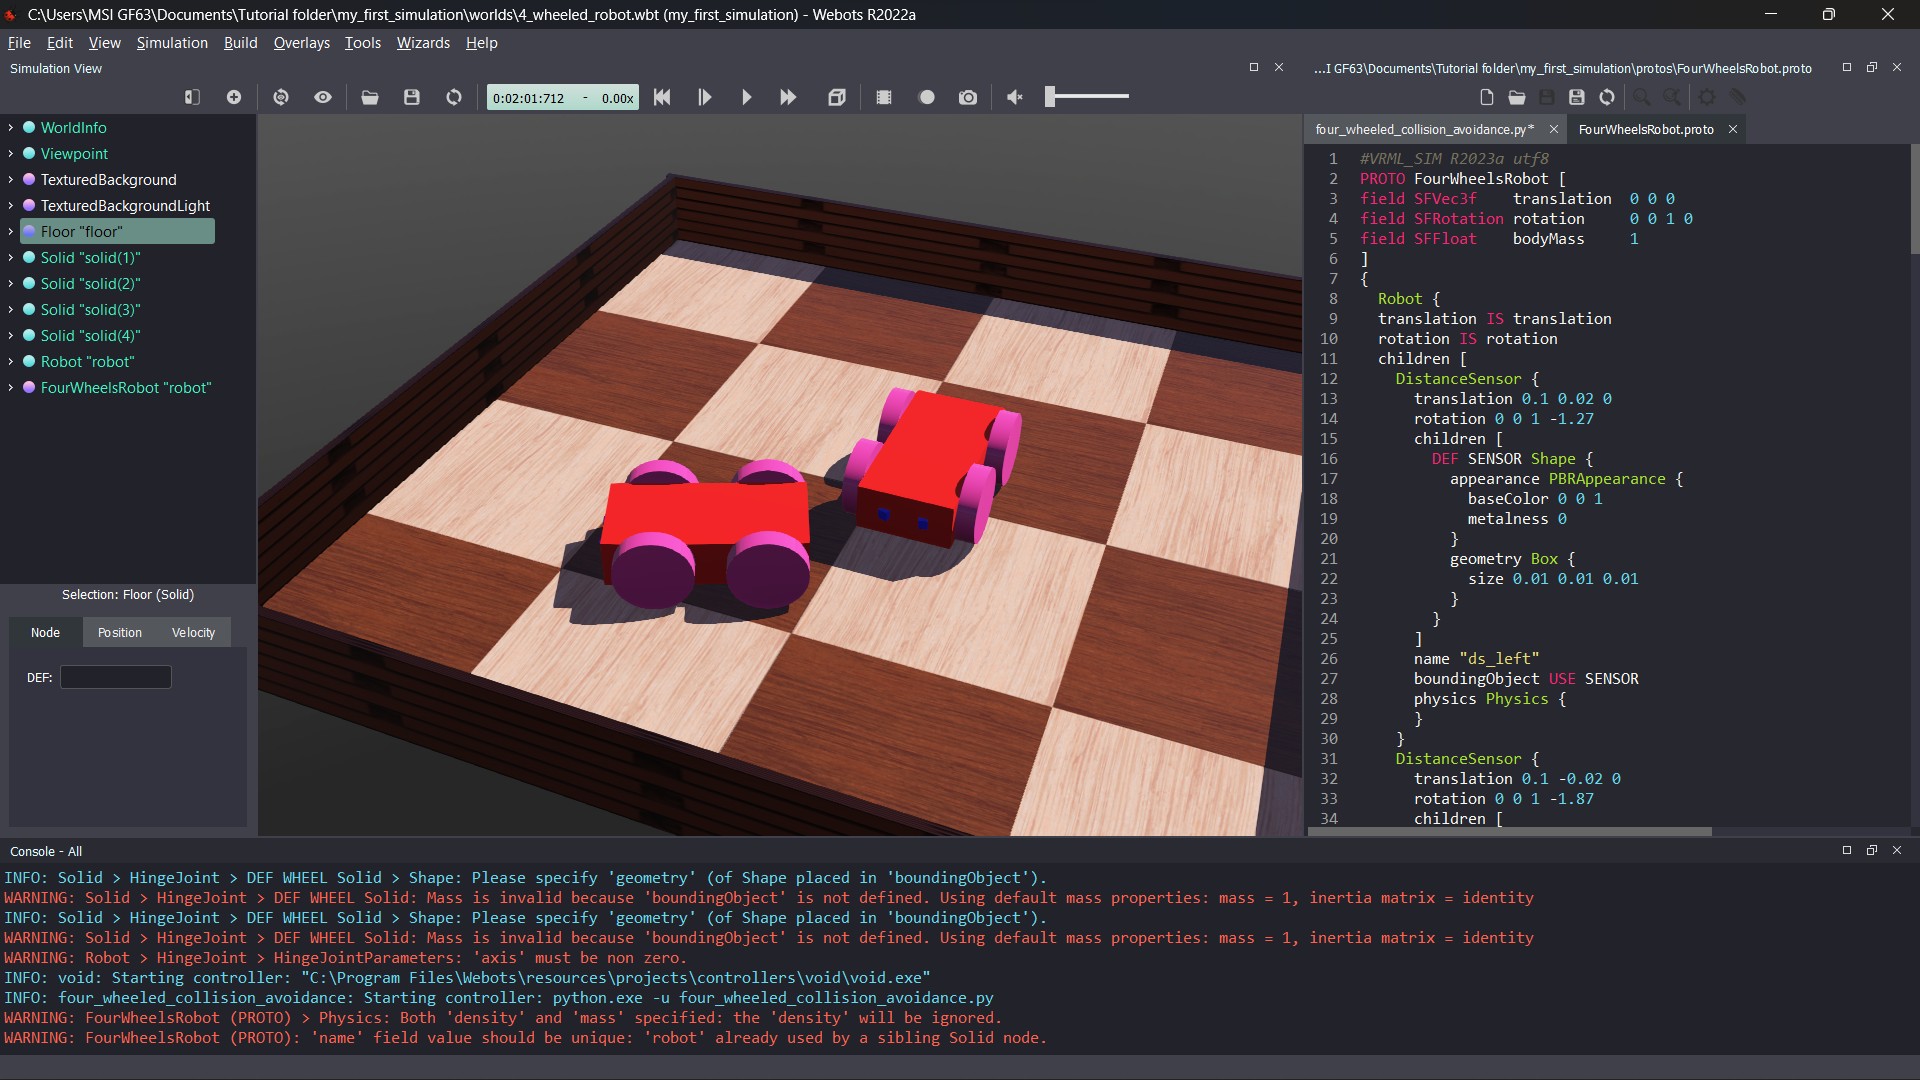 C:\Users\MSI GF63\Documents\Tutorial folder\my_first_simulation\worlds\4_wheeled_robot.wbt (my_first_simulation) - Webots R2022a
File Edit View Simulation Build Overlays Tools Wizards Help
Simulation View
0:02:01:712 - 0.00x
WorldInfo
Viewpoint
TexturedBackground
TexturedBackgroundLight
Floor "floor"
Solid "solid(1)"
Solid "solid(2)"
Solid "solid(3)"
Solid "solid(4)"
Robot "robot"
FourWheelsRobot "robot"
Selection: Floor (Solid)
Node Position Velocity
DEF:
...I GF63\Documents\Tutorial folder\my_first_simulation\protos\FourWheelsRobot.proto
four_wheeled_collision_avoidance.py* FourWheelsRobot.proto
1 #VRML_SIM R2023a utf8
2 PROTO FourWheelsRobot [
3 field SFVec3f translation 0 0 0
4 field SFRotation rotation 0 0 1 0
5 field SFFloat bodyMass 1
6 ]
7 {
8 Robot {
9 translation IS translation
10 rotation IS rotation
11 children [
12 DistanceSensor {
13 translation 0.1 0.02 0
14 rotation 0 0 1 -1.27
15 children [
16 DEF SENSOR Shape {
17 appearance PBRAppearance {
18 baseColor 0 0 1
19 metalness 0
20 }
21 geometry Box {
22 size 0.01 0.01 0.01
23 }
24 }
25 ]
26 name "ds_left"
27 boundingObject USE SENSOR
28 physics Physics {
29 }
30 }
31 DistanceSensor {
32 translation 0.1 -0.02 0
33 rotation 0 0 1 -1.87
34 children [
Console - All
INFO: Solid > HingeJoint > DEF WHEEL Solid > Shape: Please specify 'geometry' (of Shape placed in 'boundingObject').
WARNING: Solid > HingeJoint > DEF WHEEL Solid: Mass is invalid because 'boundingObject' is not defined. Using default mass properties: mass = 1, inertia matrix = identity
INFO: Solid > HingeJoint > DEF WHEEL Solid > Shape: Please specify 'geometry' (of Shape placed in 'boundingObject').
WARNING: Solid > HingeJoint > DEF WHEEL Solid: Mass is invalid because 'boundingObject' is not defined. Using default mass properties: mass = 1, inertia matrix = identity
WARNING: Robot > HingeJoint > HingeJointParameters: 'axis' must be non zero.
INFO: void: Starting controller: "C:\Program Files\Webots\resources\projects\controllers\void\void.exe"
INFO: four_wheeled_collision_avoidance: Starting controller: python.exe -u four_wheeled_collision_avoidance.py
WARNING: FourWheelsRobot (PROTO) > Physics: Both 'density' and 'mass' specified: the 'density' will be ignored.
WARNING: FourWheelsRobot (PROTO): 'name' field value should be unique: 'robot' already used by a sibling Solid node.